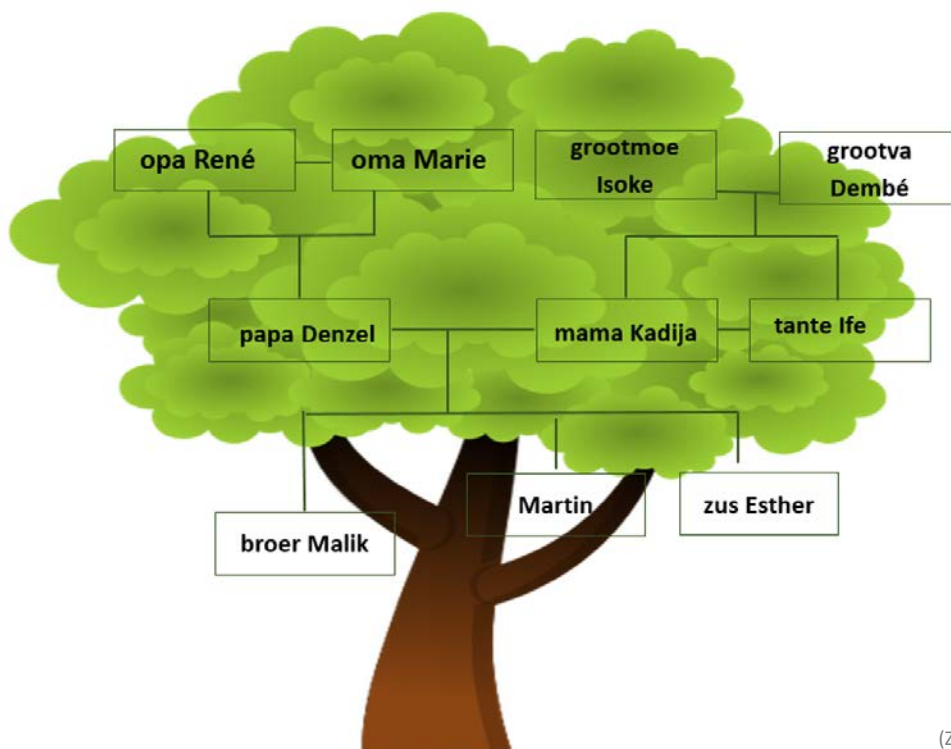 opa René
oma Marie
grootmoe
Isoke
grootva
Dembé
papa Denzel
mama Kadija
tante Ife
broer Malik
Martin
zus Esther